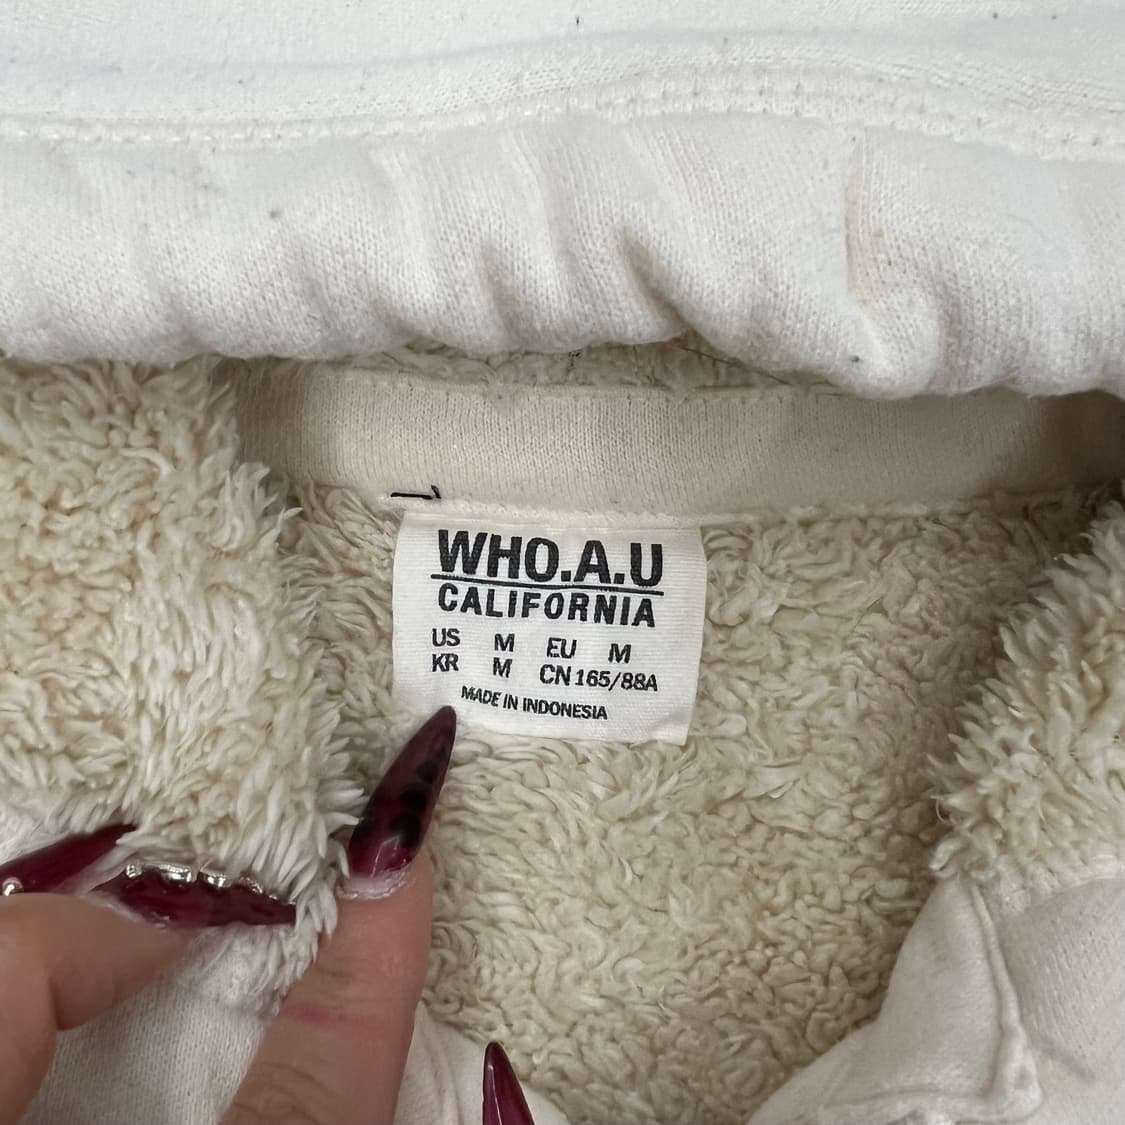 WHO.A.U
CALIFORNIA
US M EU M
KR M CN 165/88A
MADE IN INDONESIA